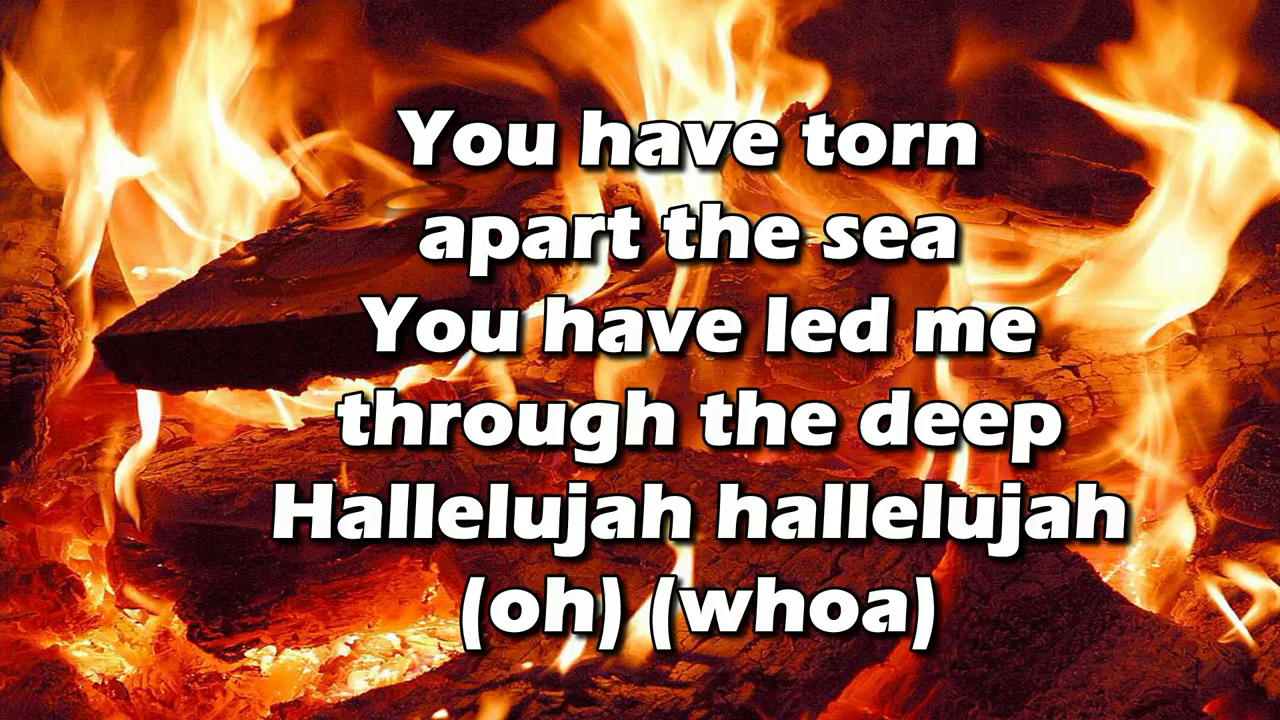 You have torn
apart the sea
You have led me
through the deep
Hallelujah hallelujah
(oh) (whoa)